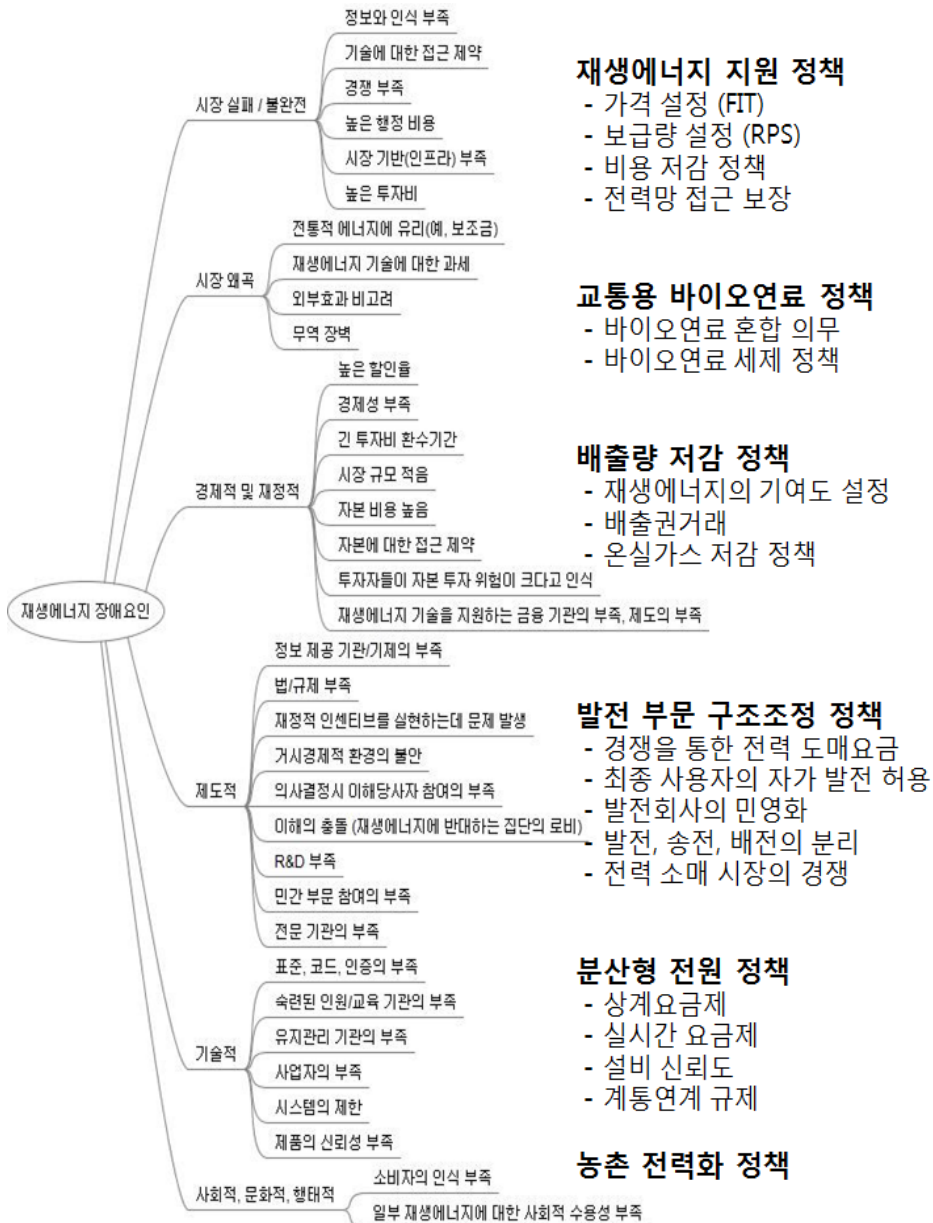 재생에너지 장애요인
시장 실패 / 불완전
정보와 인식 부족
기술에 대한 접근 제약
경쟁 부족
높은 행정 비용
시장 기반(인프라) 부족
높은 투자비
시장 왜곡
전통적 에너지에 유리(예, 보조금)
재생에너지 기술에 대한 과세
외부효과 비고려
무역 장벽
경제적 및 재정적
높은 할인율
경제성 부족
긴 투자비 환수기간
시장 규모 적음
자본 비용 높음
자본에 대한 접근 제약
투자자들이 자본 투자 위험이 크다고 인식
재생에너지 기술을 지원하는 금융 기관의 부족, 제도의 부족
제도적
정보 제공 기관/기제의 부족
법/규제 부족
재정적 인센티브를 실현하는데 문제 발생
거시경제적 환경의 불안
의사결정시 이해당사자 참여의 부족
이해의 충돌 (재생에너지에 반대하는 집단의 로비)
R&D 부족
민간 부문 참여의 부족
전문 기관의 부족
기술적
표준, 코드, 인증의 부족
숙련된 인원/교육 기관의 부족
유지관리 기관의 부족
사업자의 부족
시스템의 제한
제품의 신뢰성 부족
사회적, 문화적, 행태적
소비자의 인식 부족
일부 재생에너지에 대한 사회적 수용성 부족
재생에너지 지원 정책
- 가격 설정 (FIT)
- 보급량 설정 (RPS)
- 비용 저감 정책
- 전력망 접근 보장
교통용 바이오연료 정책
- 바이오연료 혼합 의무
- 바이오연료 세제 정책
배출량 저감 정책
- 재생에너지의 기여도 설정
- 배출권거래
- 온실가스 저감 정책
발전 부문 구조조정 정책
- 경쟁을 통한 전력 도매요금
- 최종 사용자의 자가 발전 허용
- 발전회사의 민영화
- 발전, 송전, 배전의 분리
- 전력 소매 시장의 경쟁
분산형 전원 정책
- 상계요금제
- 실시간 요금제
- 설비 신뢰도
- 계통연계 규제
농촌 전력화 정책